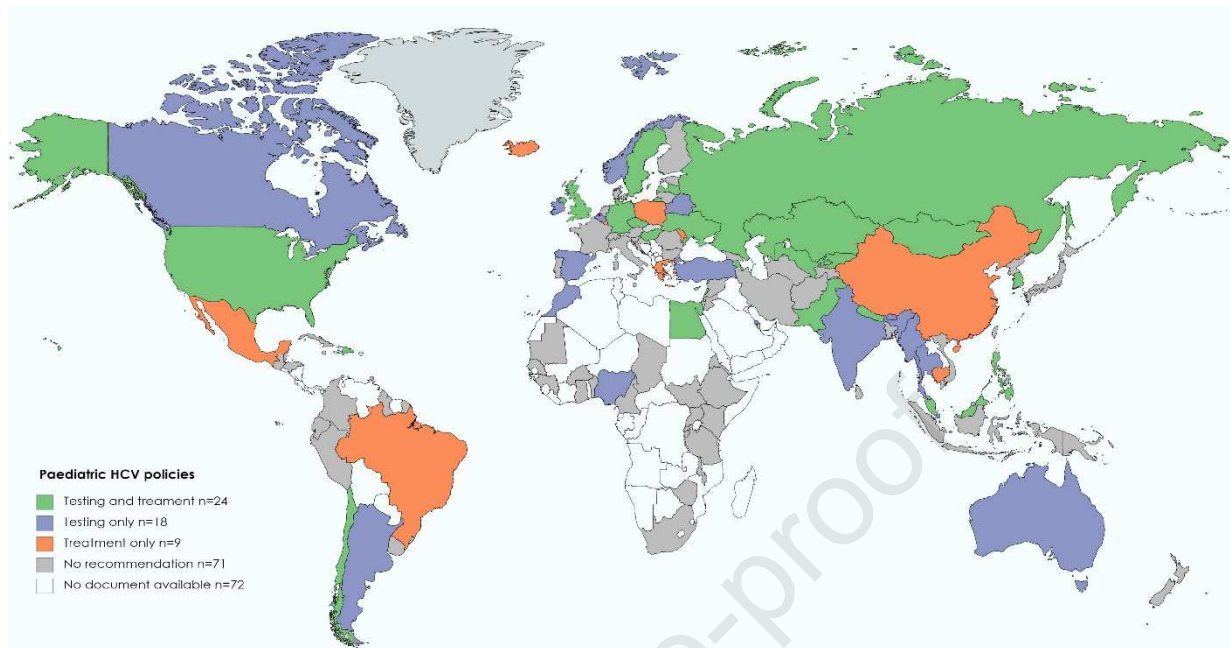 Paediatric HCV policies
Testing and treament n=24
Testing only n=18
Treatment only n=9
No recommendation n=71
No document available n=72
e-proof